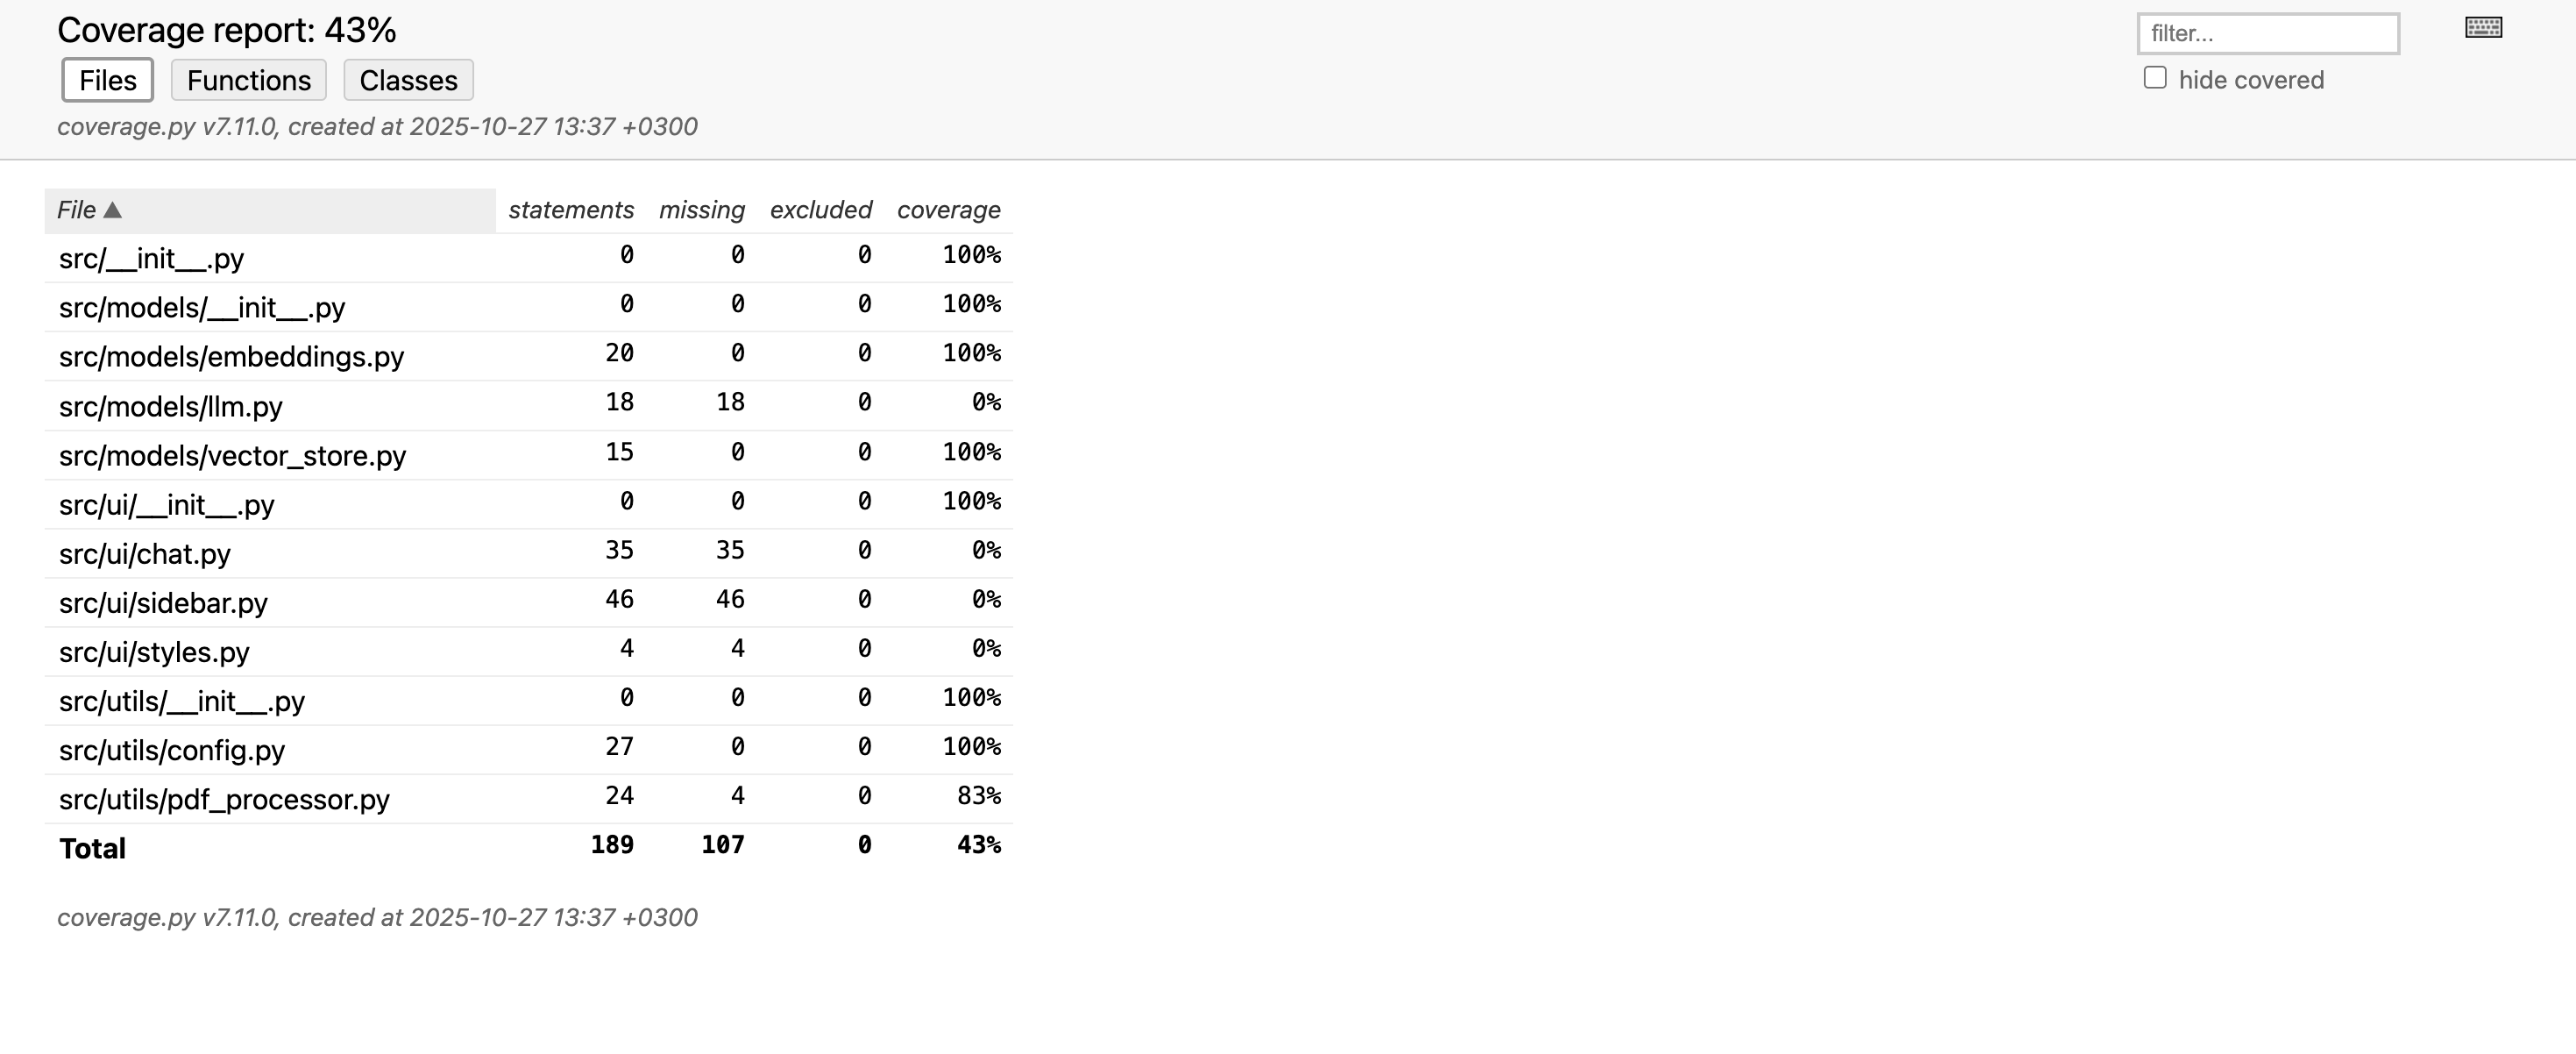 Coverage report: 43%
filter...
Files Functions Classes
hide covered
coverage.py v7.11.0, created at 2025-10-27 13:37 +0300
File ▲ statements missing excluded coverage
src/__init__.py 0 0 0 100%
src/models/__init__.py 0 0 0 100%
src/models/embeddings.py 20 0 0 100%
src/models/llm.py 18 18 0 0%
src/models/vector_store.py 15 0 0 100%
src/ui/__init__.py 0 0 0 100%
src/ui/chat.py 35 35 0 0%
src/ui/sidebar.py 46 46 0 0%
src/ui/styles.py 4 4 0 0%
src/utils/__init__.py 0 0 0 100%
src/utils/config.py 27 0 0 100%
src/utils/pdf_processor.py 24 4 0 83%
Total 189 107 0 43%
coverage.py v7.11.0, created at 2025-10-27 13:37 +0300